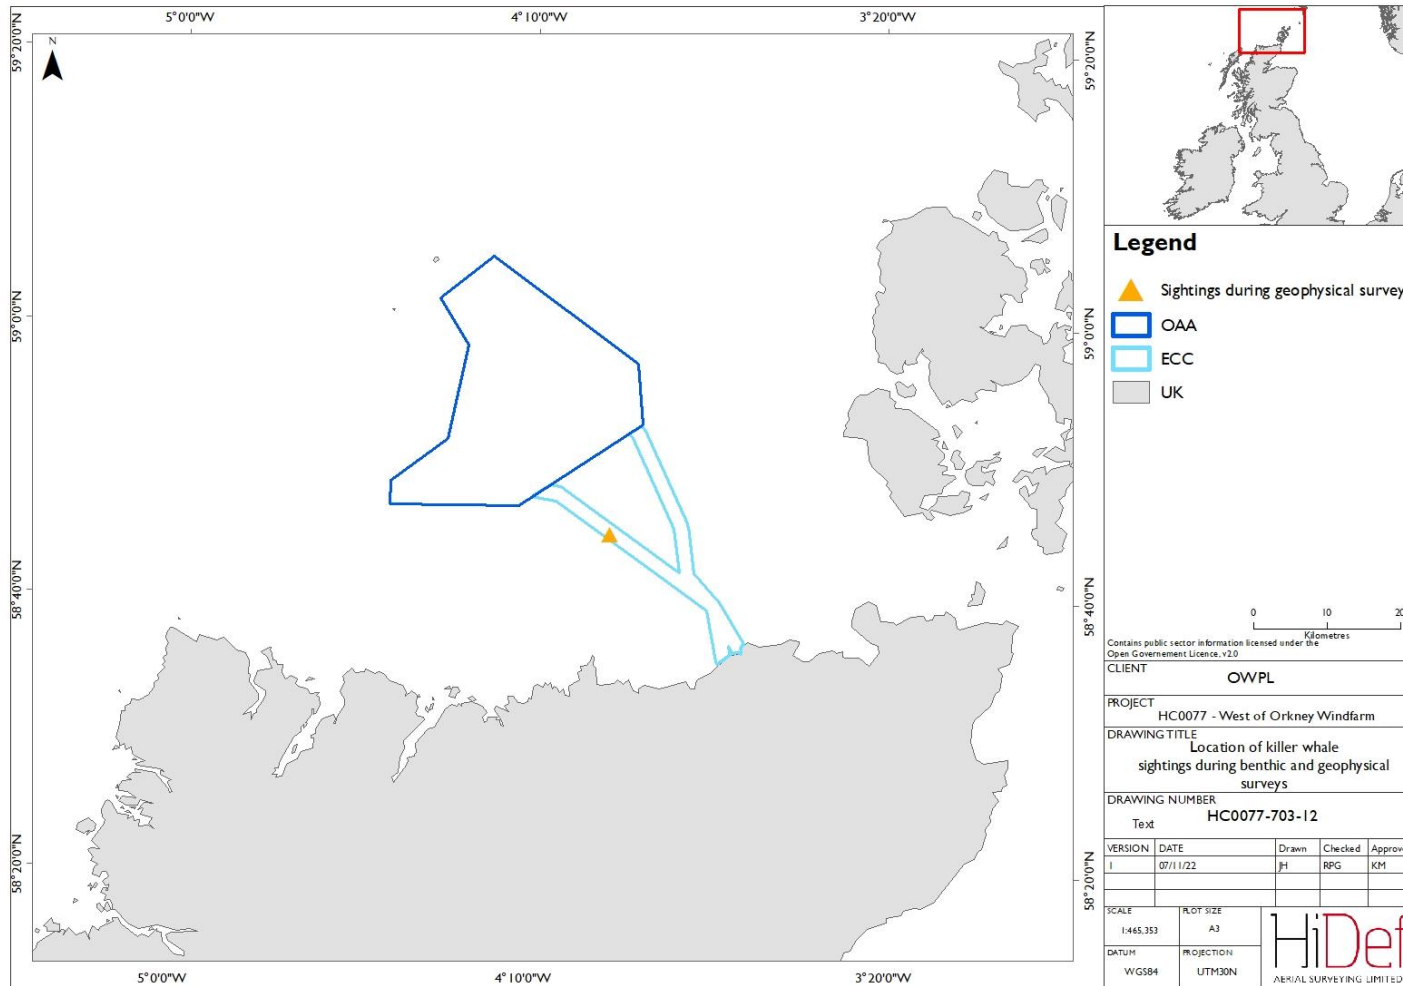 5°0'0"W
4°10'0"W
3°20'0"W
59°20'0"N
59°20'0"N
N
59°0'0"N
59°0'0"N
58°40'0"N
58°40'0"N
58°20'0"N
58°20'0"N
5°0'0"W
4°10'0"W
3°20'0"W
Legend
Sightings during geophysical survey
OAA
ECC
UK
0 10 20
Kilometres
Contains public sector information licensed under the
Open Governement Licence, v2.0
CLIENT
OWPL
PROJECT
HC0077 - West of Orkney Windfarm
DRAWING TITLE
Location of killer whale
sightings during benthic and geophysical
surveys
DRAWING NUMBER
HC0077-703-12
Text
VERSION DATE Drawn Checked Approve
1 07/11/22 JH RPG KM
SCALE PLOT SIZE
1:465,353 A3
DATUM PROJECTION
WGS84 UTM30N
HiDef
AERIAL SURVEYING LIMITED